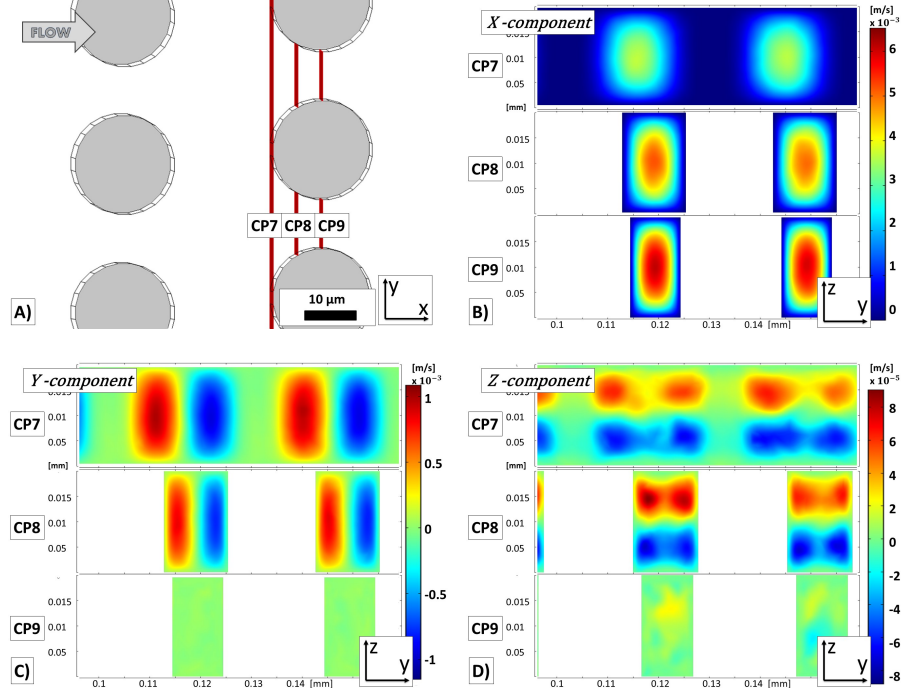 FLOW
CP7 CP8 CP9
10 µm
y
x
A)
X-component
[m/s]
x 10⁻³
0.015
0.01
0.05
[mm]
CP7
0.015
0.01
0.05
CP8
0.015
0.01
0.05
CP9
0.1 0.11 0.12 0.13 0.14 [mm]
6
5
4
3
2
1
0
z
y
B)
Y-component
[m/s]
x 10⁻³
0.01
0.05
[mm]
CP7
0.015
0.01
0.05
CP8
0.015
0.01
0.05
CP9
0.1 0.11 0.12 0.13 0.14 [mm]
1
0.5
0
-0.5
-1
z
y
C)
Z-component
[m/s]
x 10⁻⁵
0.01
0.05
[mm]
CP7
0.015
0.01
0.05
CP8
0.015
0.01
0.05
CP9
0.1 0.11 0.12 0.13 0.14 [mm]
8
6
4
2
0
-2
-4
-6
-8
z
y
D)